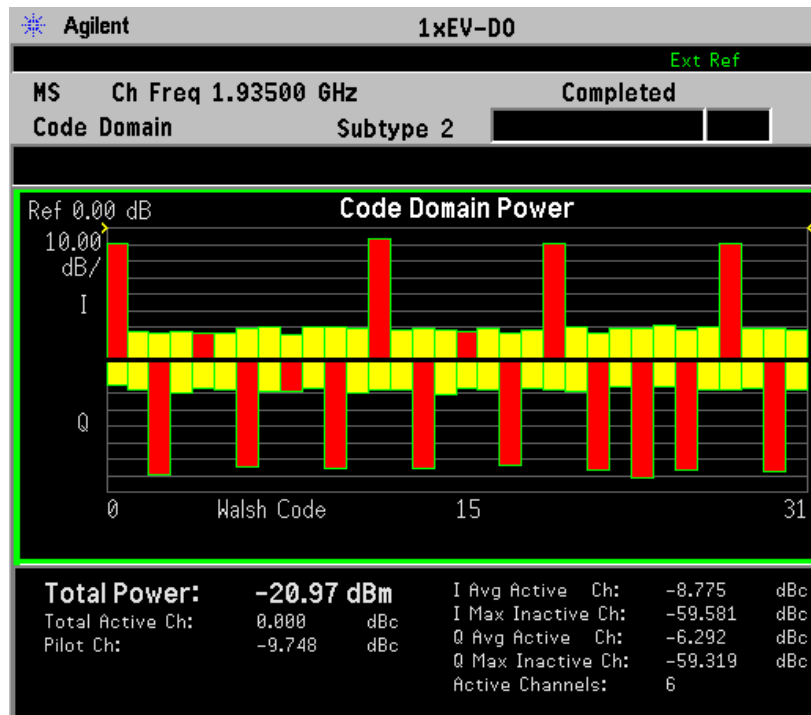 Agilent 1xEV-DO
Ext Ref
MS Ch Freq 1.93500 GHz Completed
Code Domain Subtype 2
Ref 0.00 dB Code Domain Power
10.00
dB/
I
Q
0 Walsh Code 15 31
Total Power: -20.97 dBm
Total Active Ch: 0.000 dBc
Pilot Ch: -9.748 dBc
I Avg Active Ch: -8.775 dBc
I Max Inactive Ch: -59.581 dBc
Q Avg Active Ch: -6.292 dBc
Q Max Inactive Ch: -59.319 dBc
Active Channels: 6